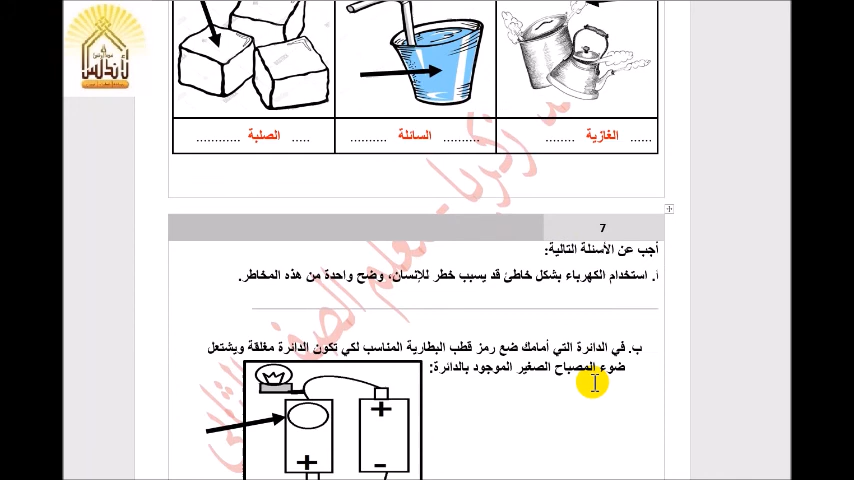 ...... الغازية ........
.......... السائلة ..........
..... الصلبة ...........
7
أجب عن الأسئلة التالية:
أ. استخدام الكهرباء بشكل خاطئ قد يسبب خطر للإنسان، وضح واحدة من هذه المخاطر.
ب. في الدائرة التي أمامك ضع رمز قطب البطارية المناسب لكي تكون الدائرة مغلقة ويشتعل
ضوء المصباح الصغير الموجود بالدائرة:
+
+ -